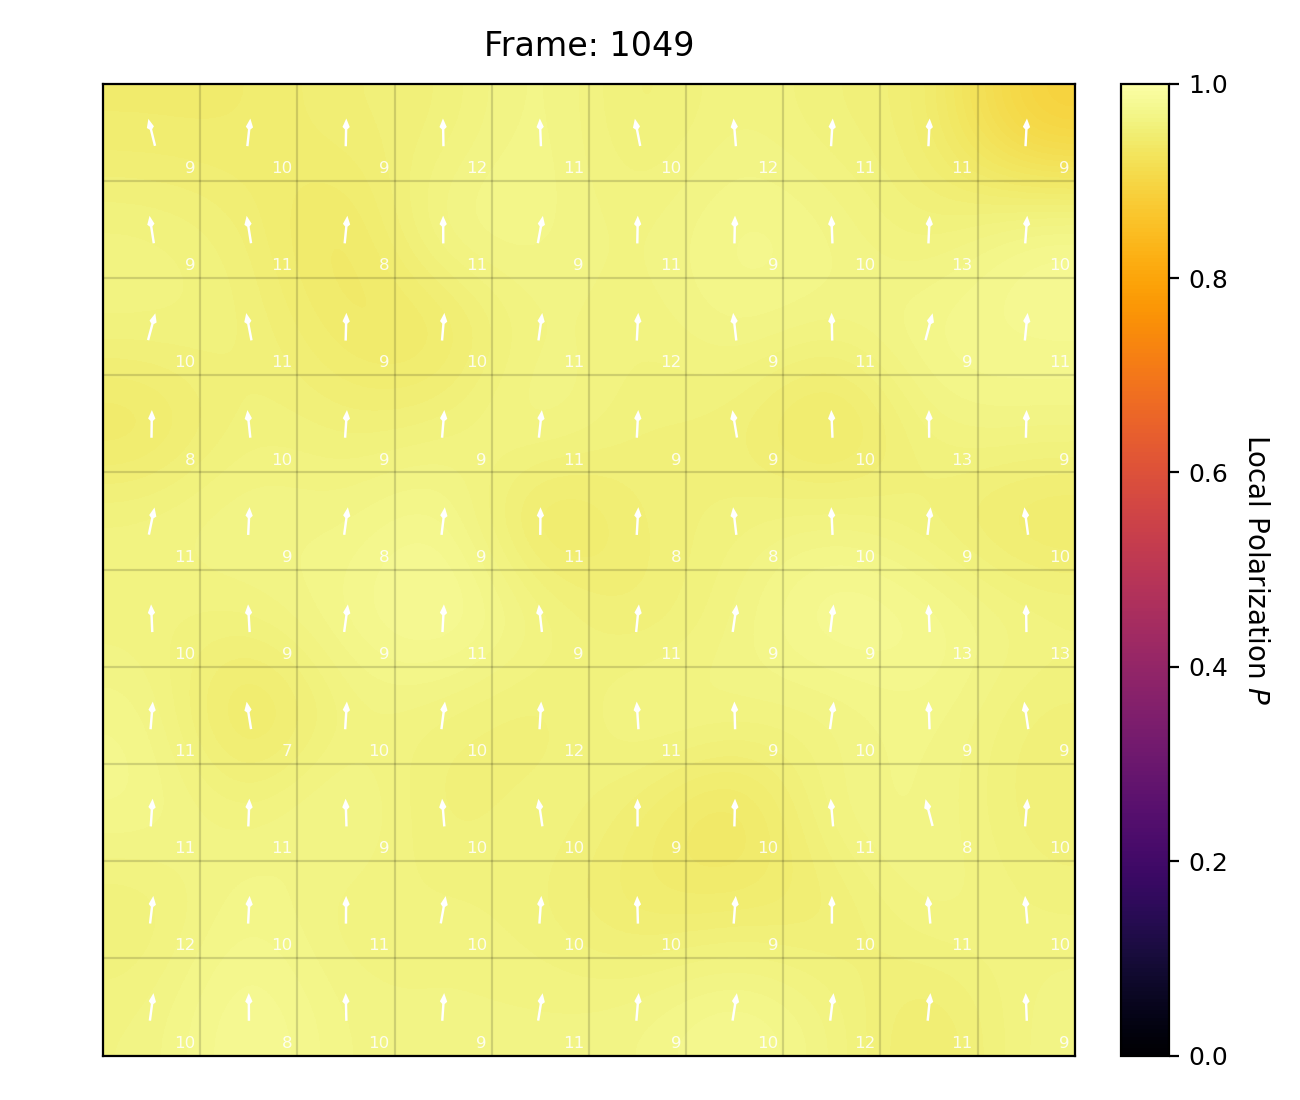 Frame: 1049
9 10 9 12 11 10 12 11 11 9
9 11 8 11 9 11 9 10 13 10
10 11 9 10 11 12 9 11 9 11
8 10 9 9 11 9 9 10 13 9
11 9 8 9 11 8 8 10 9 10
10 9 9 11 9 11 9 9 13 13
11 7 10 10 12 11 9 10 9 9
11 11 9 10 10 9 10 11 8 10
12 10 11 10 10 10 9 10 11 10
10 8 10 9 11 9 10 12 11 9
1.0
0.8
0.6
0.4
0.2
0.0
Local Polarization P